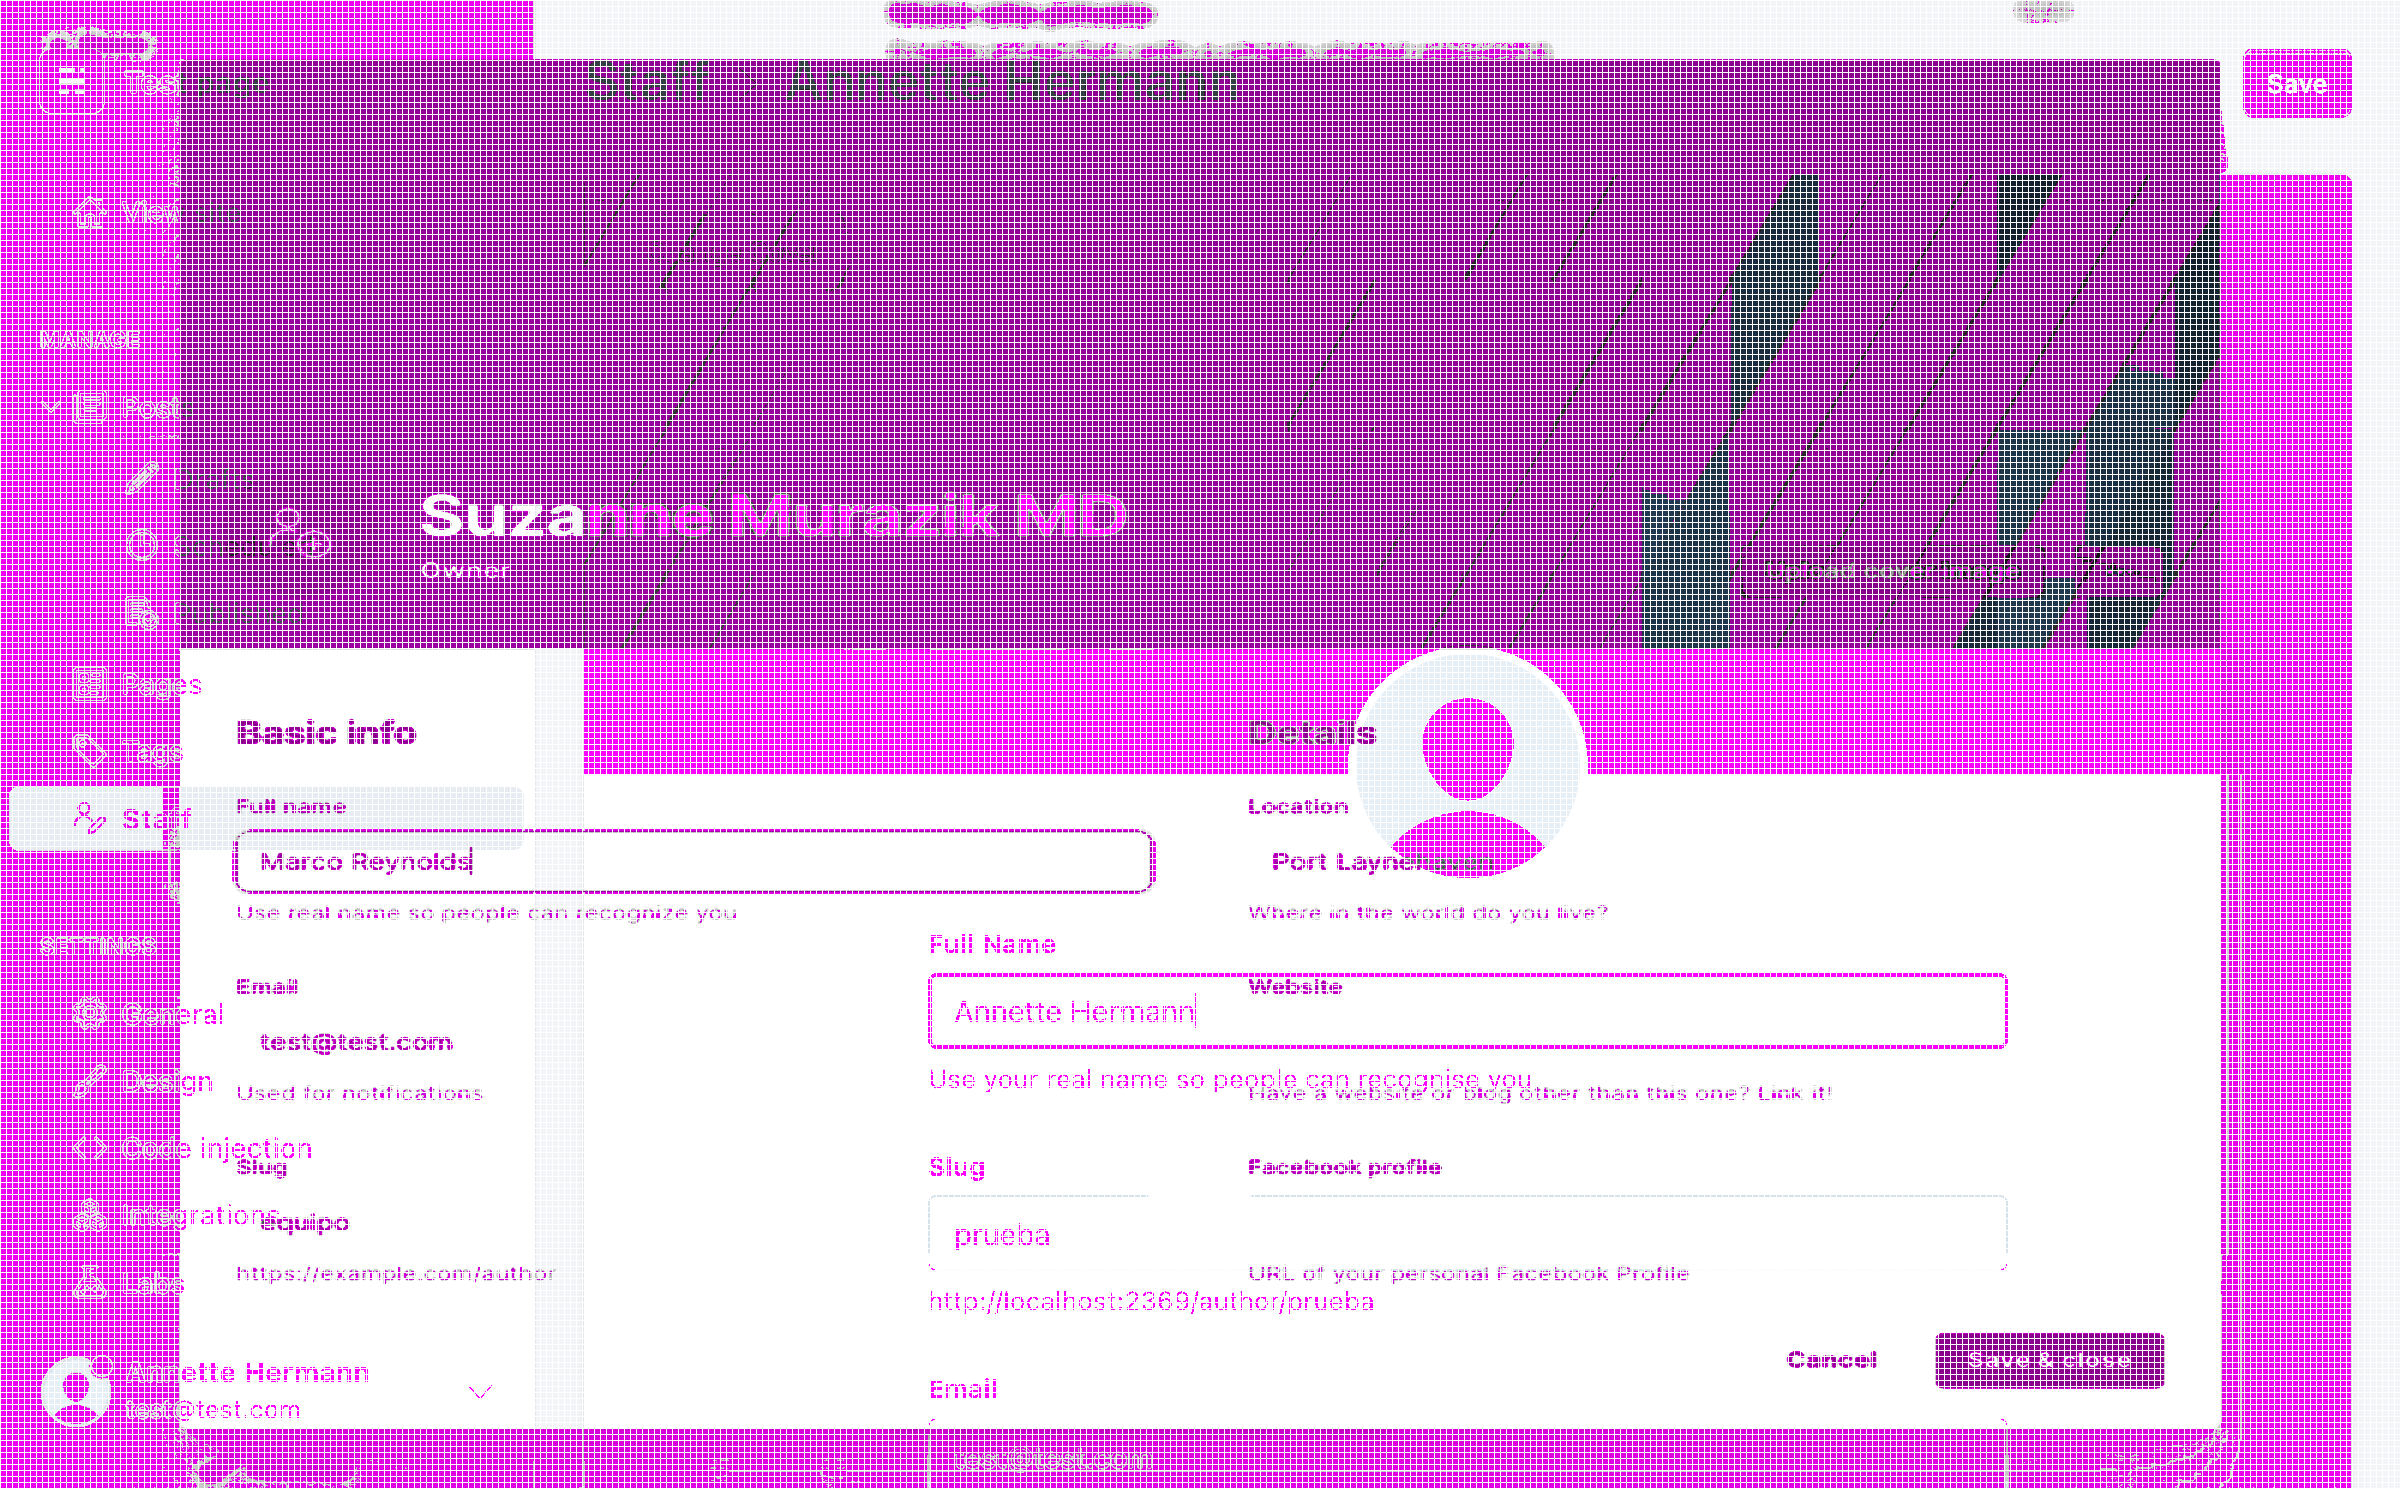 Staff Annette Hermann
Save
View
MANAGE
Post
Suzanne Murazik MD
Owner
Upload cover image
Pages
Basic info
Details
Tags
Full name
Location
Staff
Marco Reynolds
Use real name so people can recognize you
Where in the world do you live?
Full Name
SETTINGS
Email
Website
Annette Hermann
General
test@test.com
Use your real name so people can recognise you
Design
Used for notifications
Have a website or blog other than this one? Link it!
Code injection
Slug
Slug
Facebook profile
Integrations
equipo
prueba
https://example.com/author
URL of your personal Facebook Profile
Labs
http://localhost:2369/author/prueba
Cancel
Save & close
Annette Hermann
Email
test@test.com
test@test.com